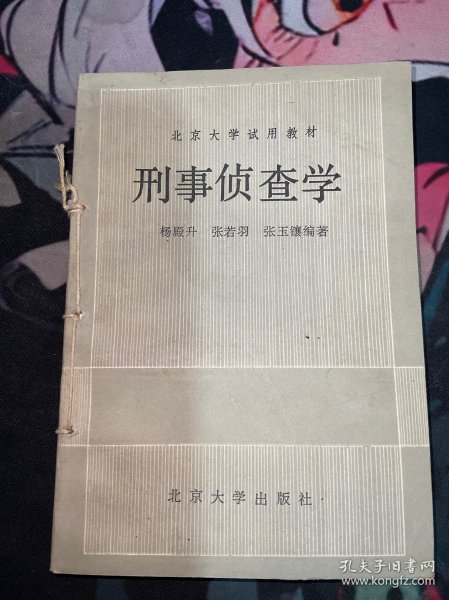 北京大学试用教材
刑事侦查学
杨殿升 张若羽 张玉镶编著
北京大学出版社
孔夫子旧书网
www.kongfz.com